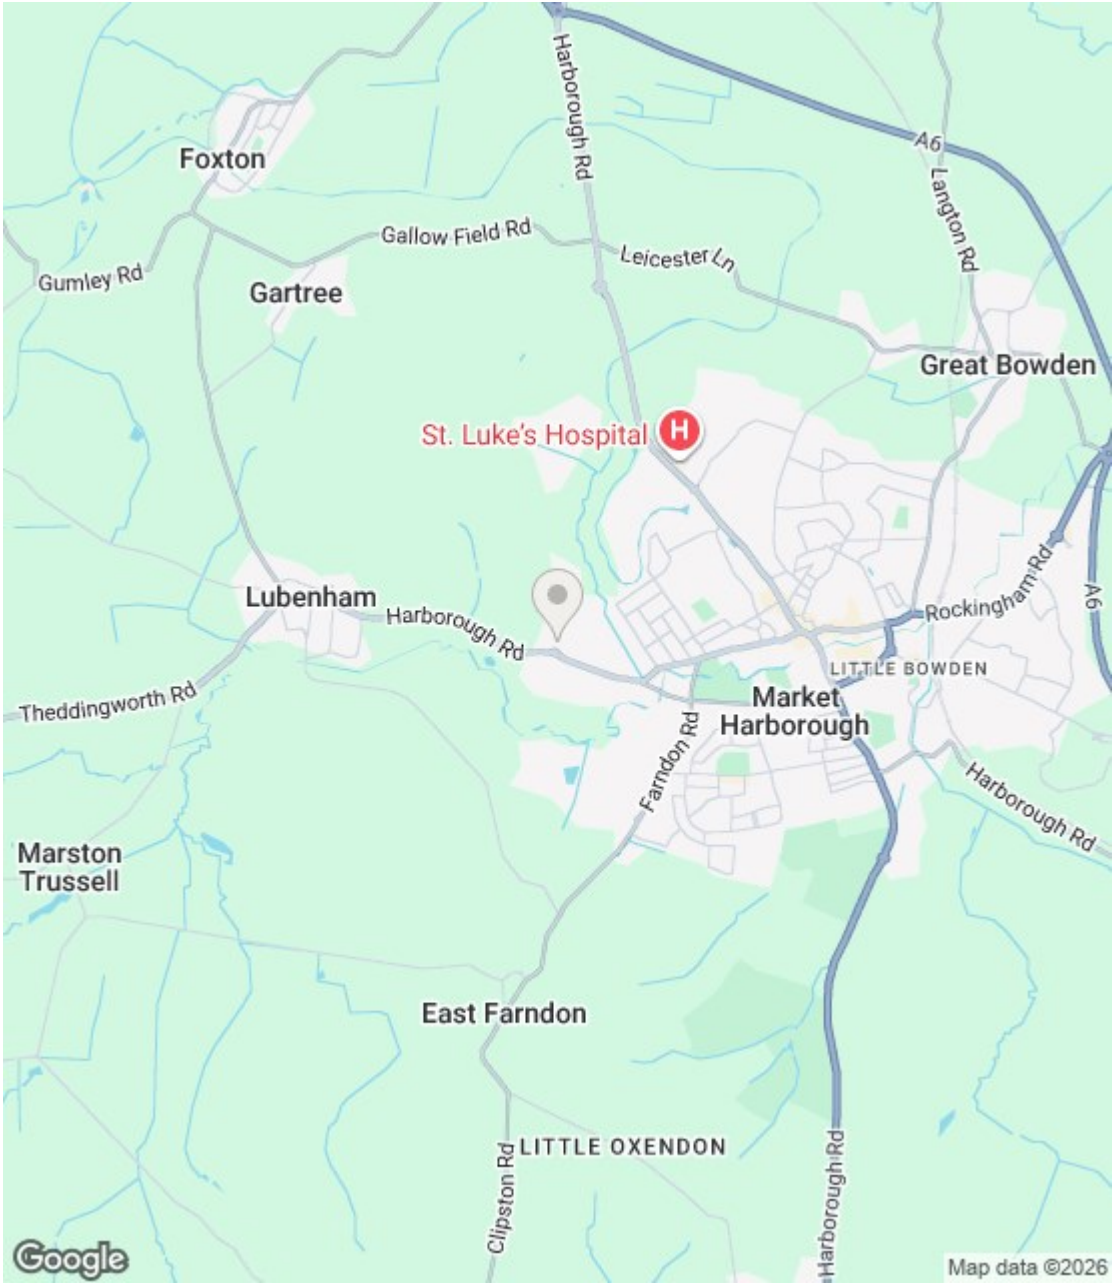 Harborough Rd
A6
Foxton
Langton Rd
Gallow Field Rd
Leicester Ln
Gumley Rd
Gartree
Great Bowden
St. Luke's Hospital
H
Rockingham Rd
A6
Lubenham
Harborough Rd
LITTLE BOWDEN
Theddingworth Rd
Market
Harborough
Farndon Rd
Harborough Rd
Marston
Trussell
East Farndon
LITTLE OXENDON
Clipston Rd
Harborough Rd
Google
Map data ©2026